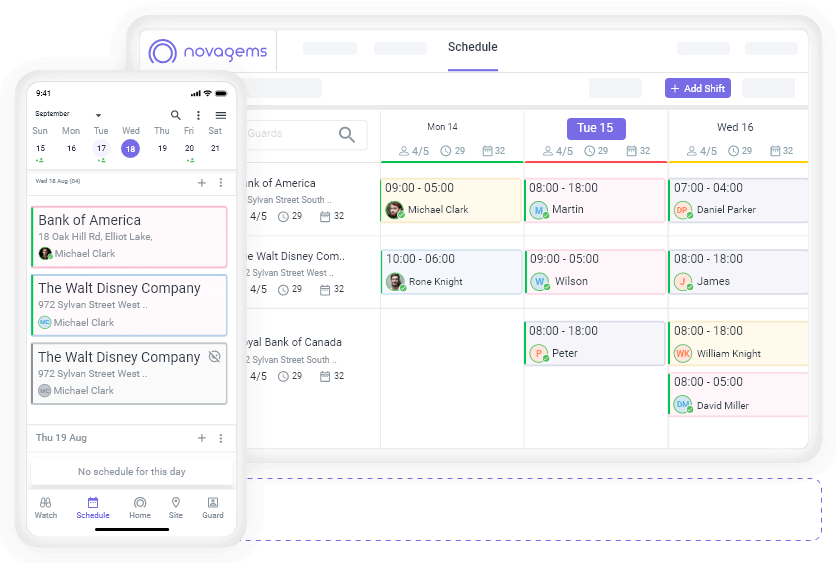 novagems
Schedule
+ Add Shift
Guards
Mon 14
4/5 29 32
Tue 15
4/5 29 32
Wed 16
4/5 29 32
nk of America
Sylvan Street South ..
4/5 29 32
09:00 - 05:00
Michael Clark
08:00 - 18:00
M Martin
07:00 - 04:00
DP Daniel Parker
e Walt Disney Com..
2 Sylvan Street West ..
4/5 29 32
10:00 - 06:00
Rone Knight
09:00 - 05:00
W Wilson
08:00 - 18:00
J James
yal Bank of Canada
2 Sylvan Street South ..
4/5 29 32
08:00 - 18:00
P Peter
08:00 - 18:00
WK William Knight
08:00 - 05:00
DM David Miller
9:41
September
Sun Mon Tue Wed Thu Fri Sat
15 16 17 18 19 20 21
Wed 18 Aug (04)
Bank of America
18 Oak Hill Rd, Elliot Lake,
Michael Clark
The Walt Disney Company
972 Sylvan Street West ..
MC Michael Clark
The Walt Disney Company
972 Sylvan Street West ..
MC Michael Clark
Thu 19 Aug
No schedule for this day
Watch Schedule Home Site Guard